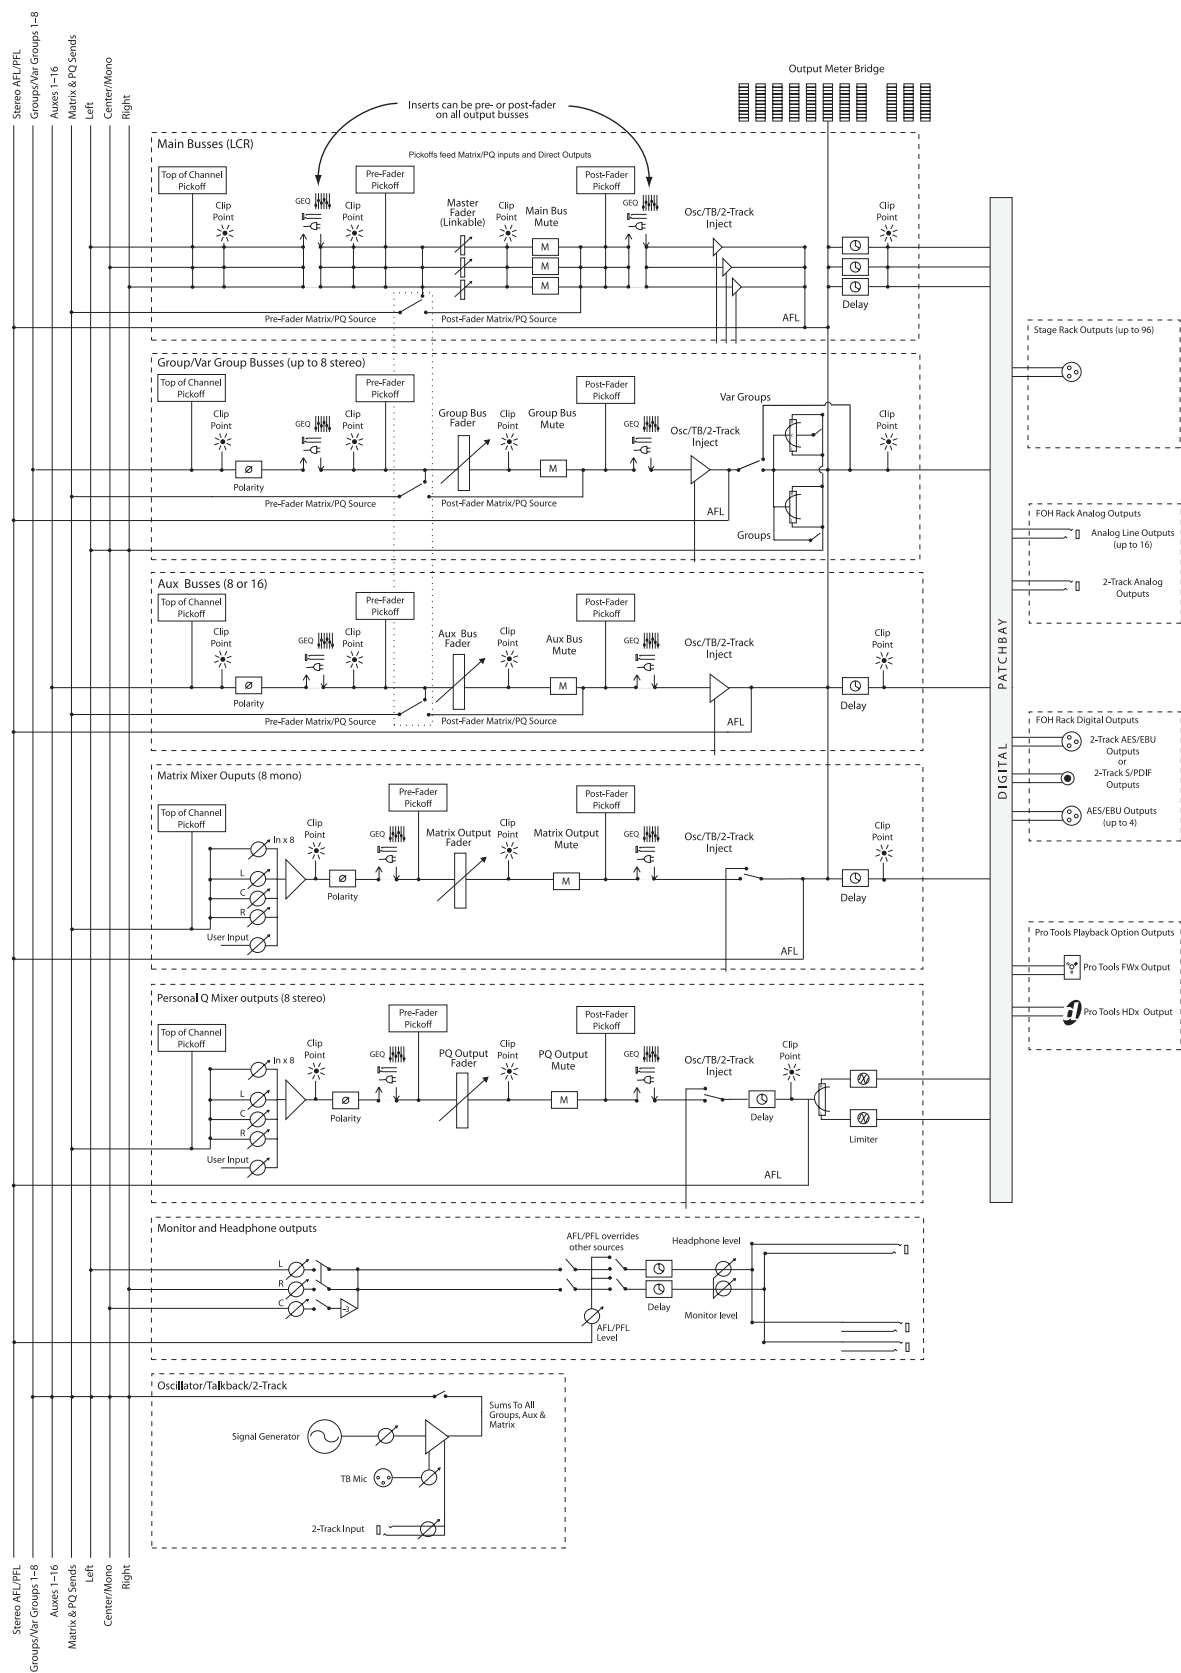 Stereo AFL/PFL
Groups/Var Groups 1–8
Auxes 1–16
Matrix & PQ Sends
Left
Center/Mono
Right
Output Meter Bridge
Inserts can be pre- or post-fader
on all output busses
Main Busses (LCR)
Pickoffs feed Matrix/PQ inputs and Direct Outputs
Top of Channel
Pickoff
Clip
Point
GEQ
Clip
Point
Pre-Fader
Pickoff
Master
Fader
(Linkable)
Clip
Point
Main Bus
Mute
M
M
M
Post-Fader
Pickoff
GEQ
Osc/TB/2-Track
Inject
Clip
Point
Delay
Pre-Fader Matrix/PQ Source
Post-Fader Matrix/PQ Source
AFL
Group/Var Group Busses (up to 8 stereo)
Top of Channel
Pickoff
Clip
Point
Ø
Polarity
GEQ
Clip
Point
Pre-Fader
Pickoff
Group Bus
Fader
Clip
Point
Group Bus
Mute
M
Post-Fader
Pickoff
GEQ
Osc/TB/2-Track
Inject
Var Groups
Clip
Point
Pre-Fader Matrix/PQ Source
Post-Fader Matrix/PQ Source
AFL
Groups
Aux Busses (8 or 16)
Top of Channel
Pickoff
Clip
Point
Ø
Polarity
GEQ
Clip
Point
Pre-Fader
Pickoff
Aux Bus
Fader
Clip
Point
Aux Bus
Mute
M
Post-Fader
Pickoff
GEQ
Osc/TB/2-Track
Inject
Clip
Point
Delay
Pre-Fader Matrix/PQ Source
Post-Fader Matrix/PQ Source
AFL
Matrix Mixer Ouputs (8 mono)
Top of Channel
Pickoff
In x 8
L
C
R
User Input
Clip
Point
Ø
Polarity
GEQ
Pre-Fader
Pickoff
Matrix Output
Fader
Clip
Point
Matrix Output
Mute
M
Post-Fader
Pickoff
GEQ
Osc/TB/2-Track
Inject
Clip
Point
Delay
AFL
Personal Q Mixer outputs (8 stereo)
Top of Channel
Pickoff
In x 8
L
C
R
User Input
Clip
Point
Ø
Polarity
GEQ
Pre-Fader
Pickoff
PQ Output
Fader
Clip
Point
PQ Output
Mute
M
Post-Fader
Pickoff
GEQ
Osc/TB/2-Track
Inject
Delay
Clip
Point
Limiter
AFL
Monitor and Headphone outputs
L
R
C
-3
AFL/PFL overrides
other sources
AFL/PFL
Level
Delay
Headphone level
Monitor level
Oscillator/Talkback/2-Track
Sums To All
Groups, Aux &
Matrix
Signal Generator
TB Mic
2-Track Input
DIGITAL PATCHBAY
Stage Rack Outputs (up to 96)
FOH Rack Analog Outputs
Analog Line Outputs
(up to 16)
2-Track Analog
Outputs
FOH Rack Digital Outputs
2-Track AES/EBU
Outputs
or
2-Track S/PDIF
Outputs
AES/EBU Outputs
(up to 4)
Pro Tools Playback Option Outputs
Pro Tools FWx Output
Pro Tools HDx Output
Stereo AFL/PFL
Groups/Var Groups 1–8
Auxes 1–16
Matrix & PQ Sends
Left
Center/Mono
Right